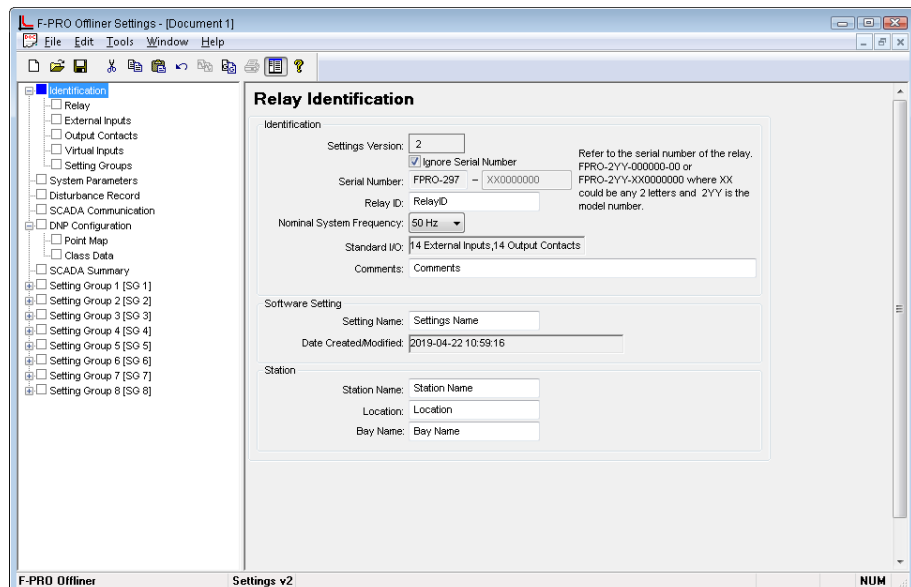 F-PRO Offliner Settings - [Document 1]
File Edit Tools Window Help
Identification
Relay
External Inputs
Output Contacts
Virtual Inputs
Setting Groups
System Parameters
Disturbance Record
SCADA Communication
DNP Configuration
Point Map
Class Data
SCADA Summary
Setting Group 1 [SG 1]
Setting Group 2 [SG 2]
Setting Group 3 [SG 3]
Setting Group 4 [SG 4]
Setting Group 5 [SG 5]
Setting Group 6 [SG 6]
Setting Group 7 [SG 7]
Setting Group 8 [SG 8]
Relay Identification
Identification
Settings Version: 2
Ignore Serial Number
Serial Number: FPRO-297 - XX0000000
Refer to the serial number of the relay.
FPRO-2YY-000000-00 or
FPRO-2YY-XX0000000 where XX
could be any 2 letters and 2YY is the
model number.
Relay ID: RelayID
Nominal System Frequency: 50 Hz
Standard I/O: 14 External Inputs,14 Output Contacts
Comments: Comments
Software Setting
Setting Name: Settings Name
Date Created/Modified: 2019-04-22 10:59:16
Station
Station Name: Station Name
Location: Location
Bay Name: Bay Name
F-PRO Offliner Settings v2 NUM